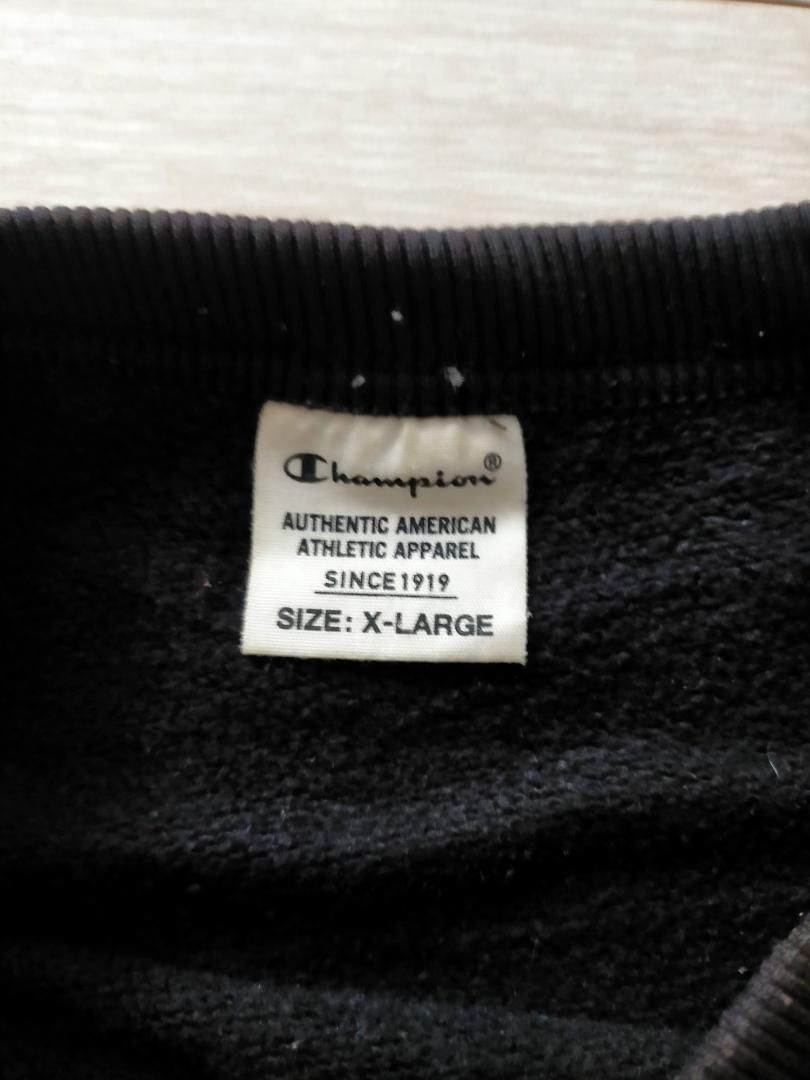 Champion®
AUTHENTIC AMERICAN
ATHLETIC APPAREL
SINCE 1919
SIZE: X-LARGE